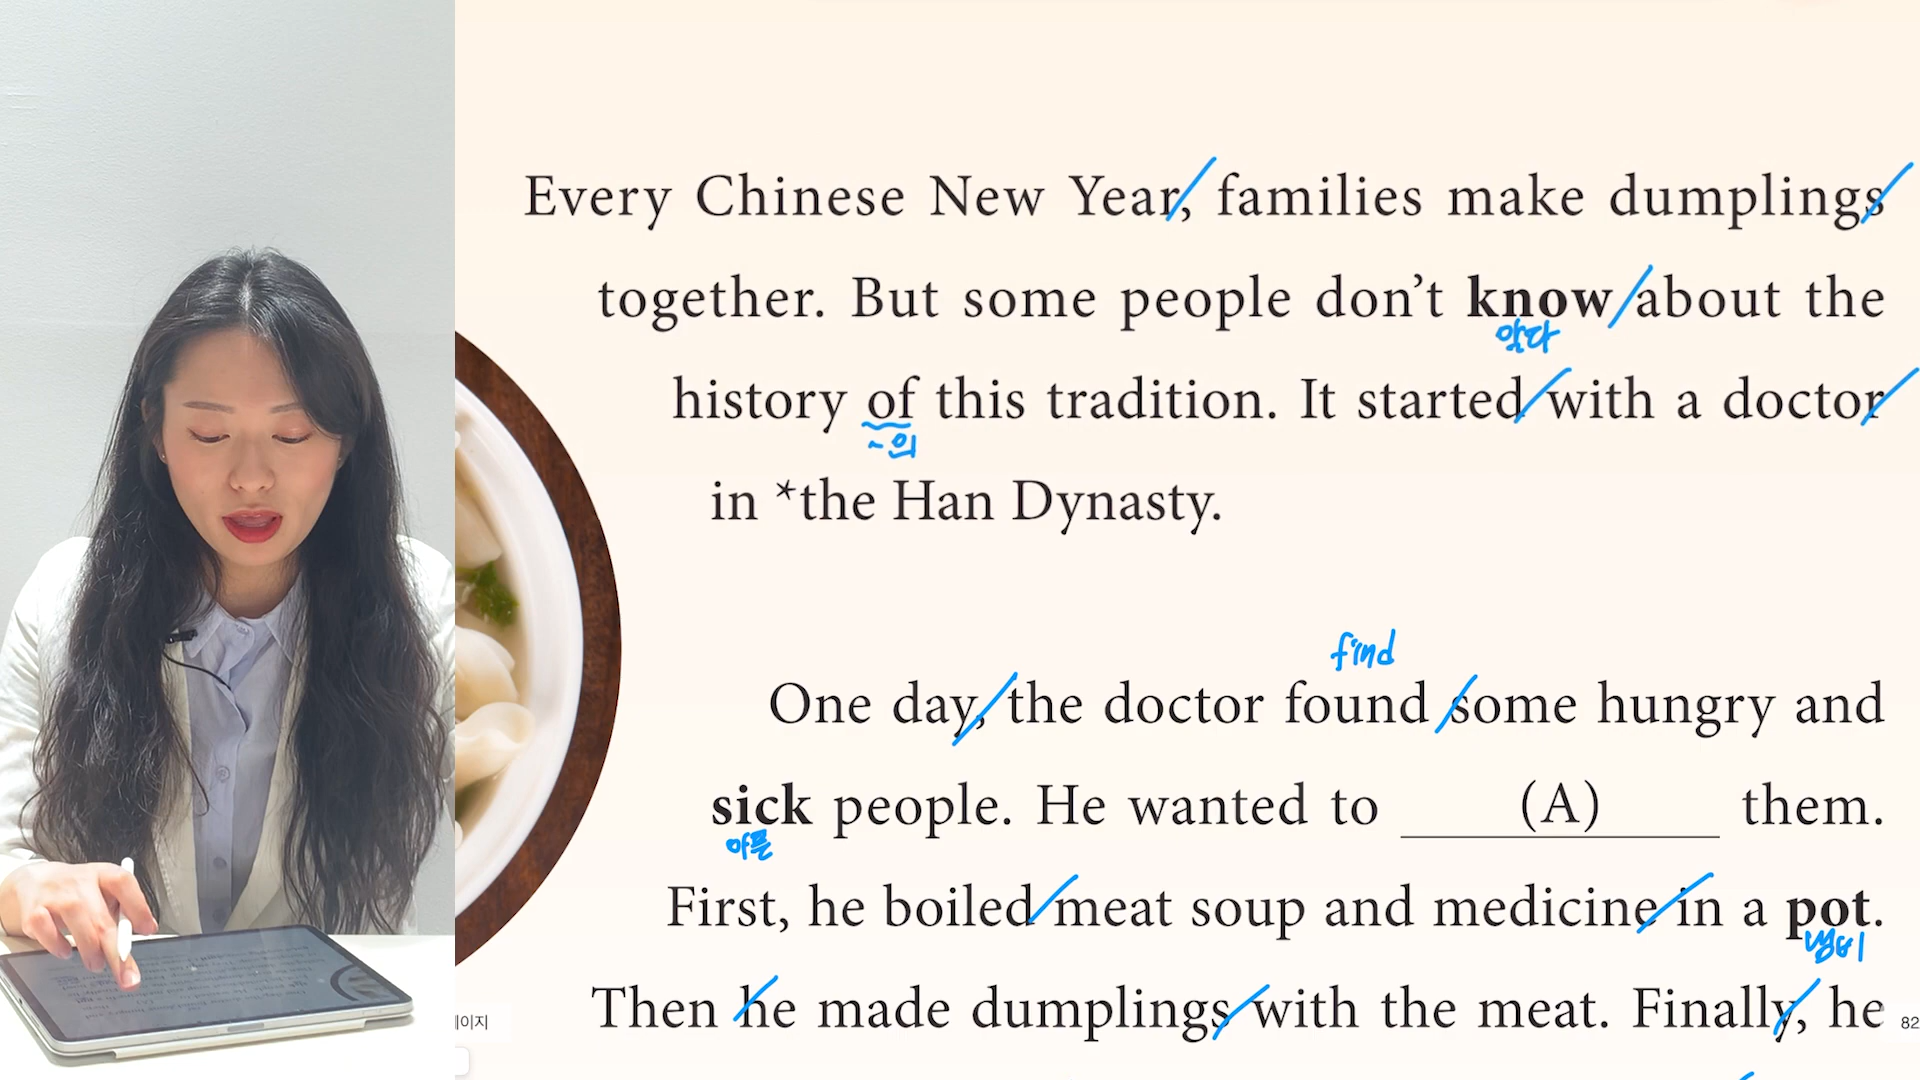 Every Chinese New Year, families make dumplings
together. But some people don't know about the
알다
history of this tradition. It started with a doctor
~의
in *the Han Dynasty.
find
One day, the doctor found some hungry and
sick people. He wanted to (A) them.
아픈
First, he boiled meat soup and medicine in a pot.
냄비
Then he made dumplings with the meat. Finally, he
이지
82